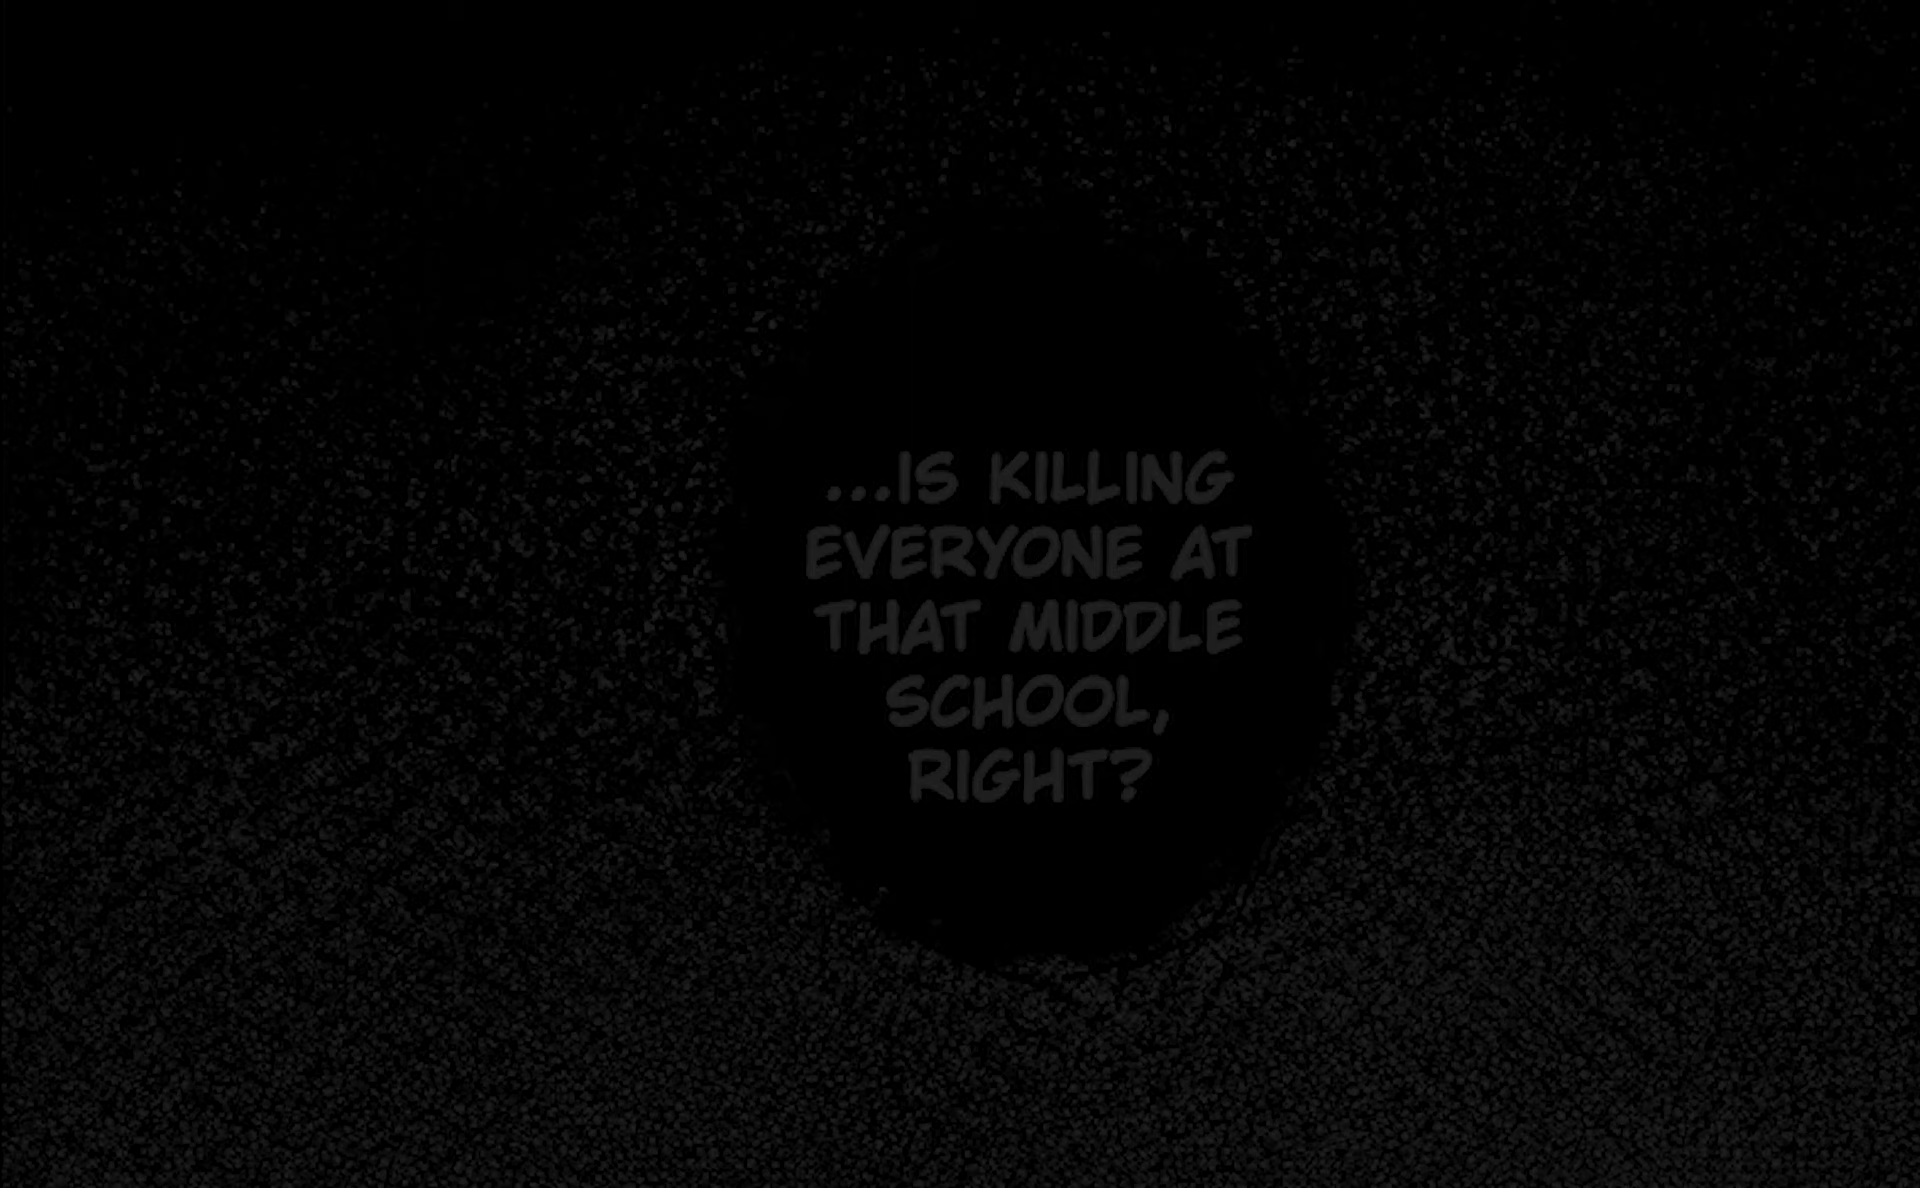 ...IS KILLING
EVERYONE AT
THAT MIDDLE
SCHOOL,
RIGHT?